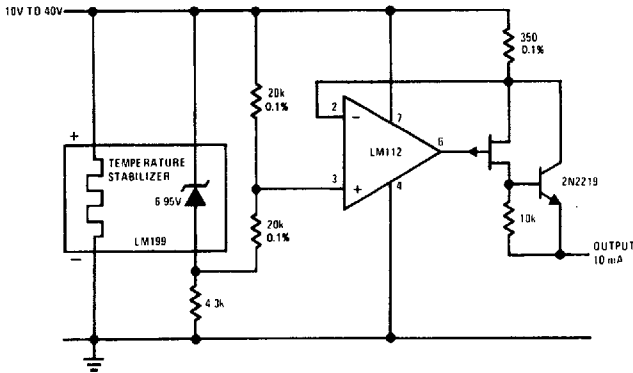 10V TO 40V
350
0.1%
20k
0.1%
2
7
6
+
TEMPERATURE
STABILIZER
LM112
6.95V
3
4
2N2219
20k
0.1%
10k
LM199
OUTPUT
10 mA
4.3k